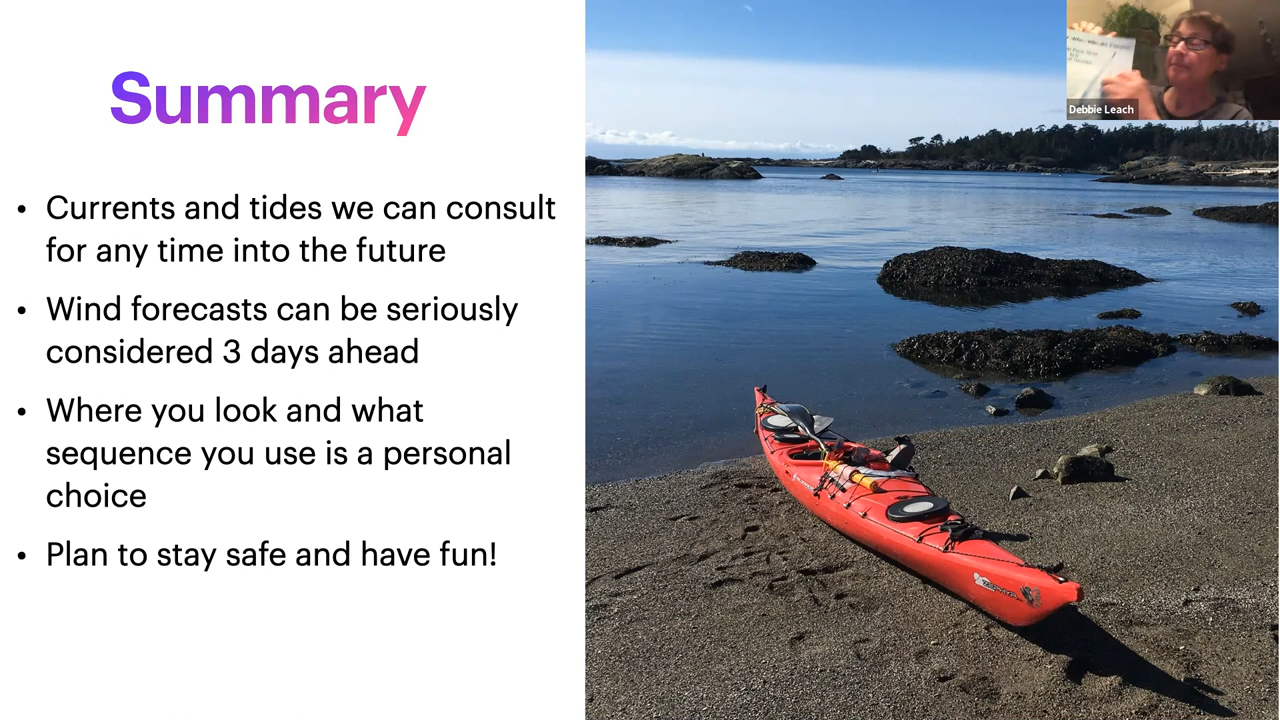 Summary
• Currents and tides we can consult
for any time into the future
• Wind forecasts can be seriously
considered 3 days ahead
• Where you look and what
sequence you use is a personal
choice
• Plan to stay safe and have fun!
Debbie Leach